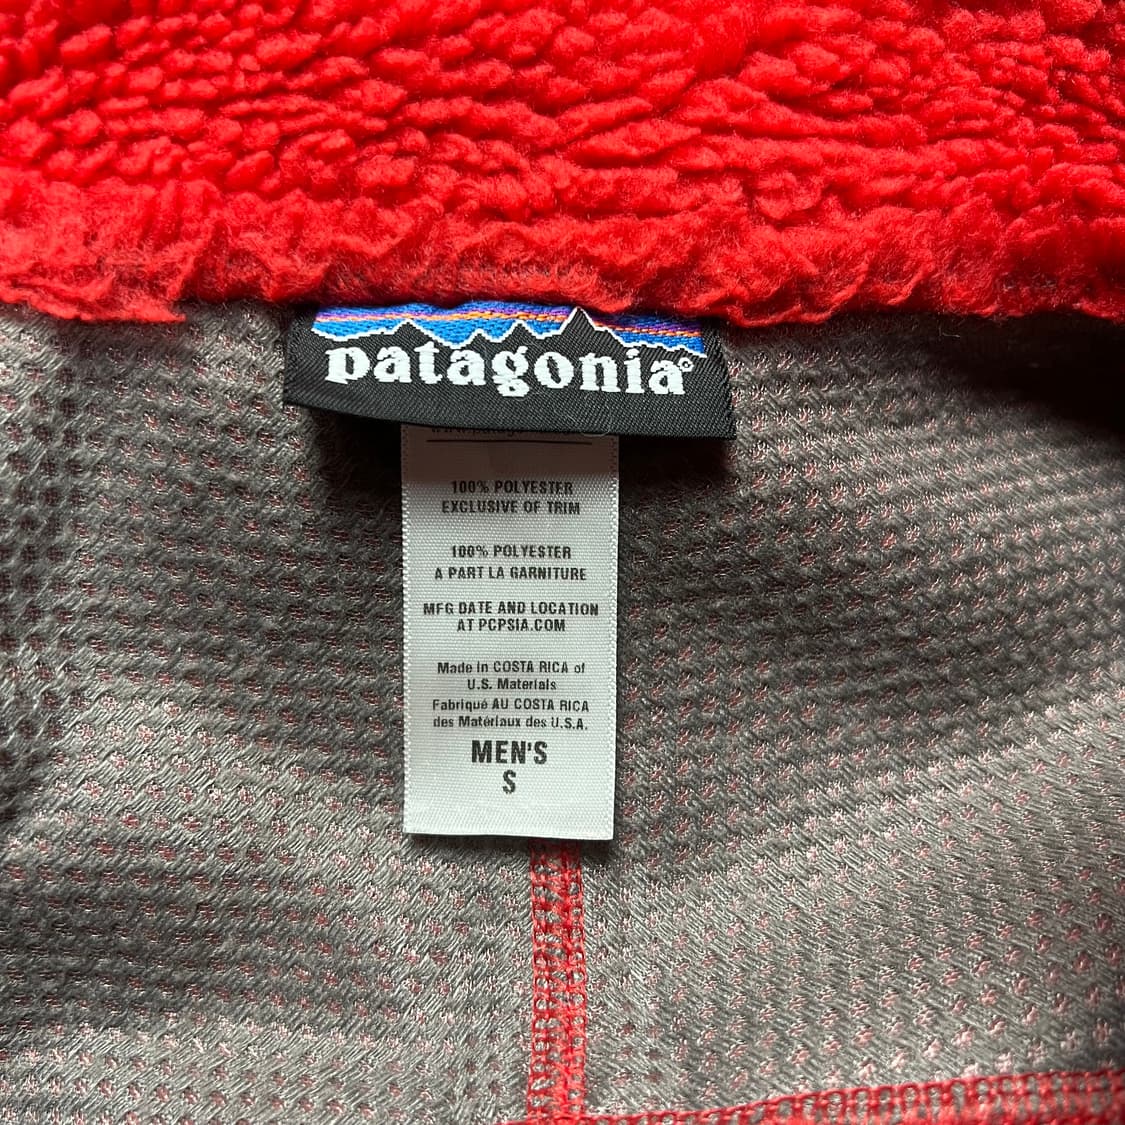 patagonia©
100% POLYESTER
EXCLUSIVE OF TRIM
100% POLYESTER
A PART LA GARNITURE
MFG DATE AND LOCATION
AT PCPSIA.COM
Made in COSTA RICA of
U.S. Materials
Fabriqué AU COSTA RICA
des Matériaux des U.S.A.
MEN'S
S